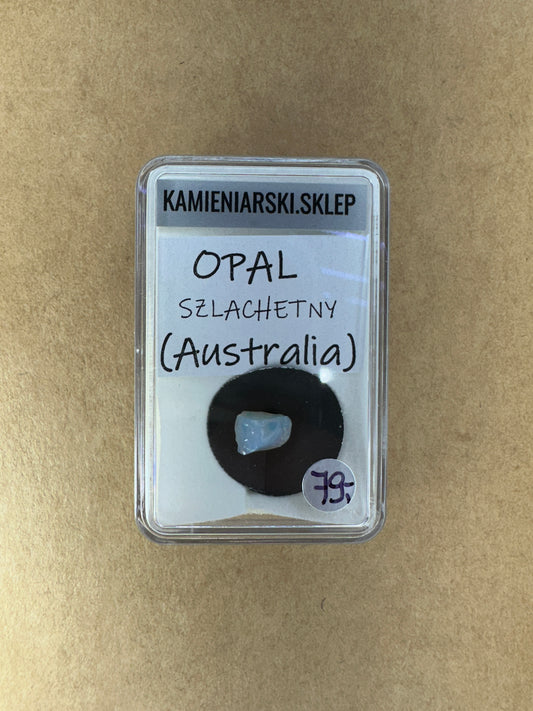 KAMIENIARSKI.SKLEP
OPAL
SZLACHETNY
(Australia)
79,-